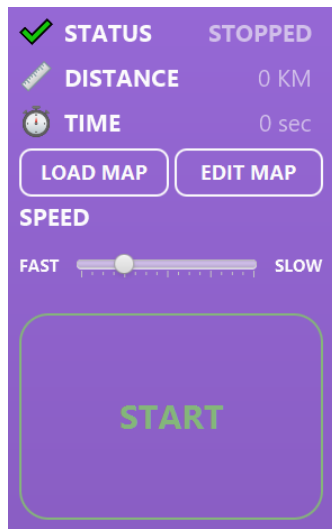 STATUS STOPPED
DISTANCE 0 KM
TIME 0 sec
LOAD MAP EDIT MAP
SPEED
FAST SLOW
START